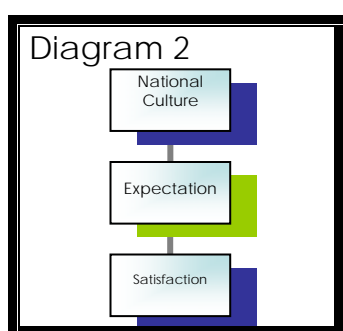 Diagram 2
National
Culture
Expectation
Satisfaction